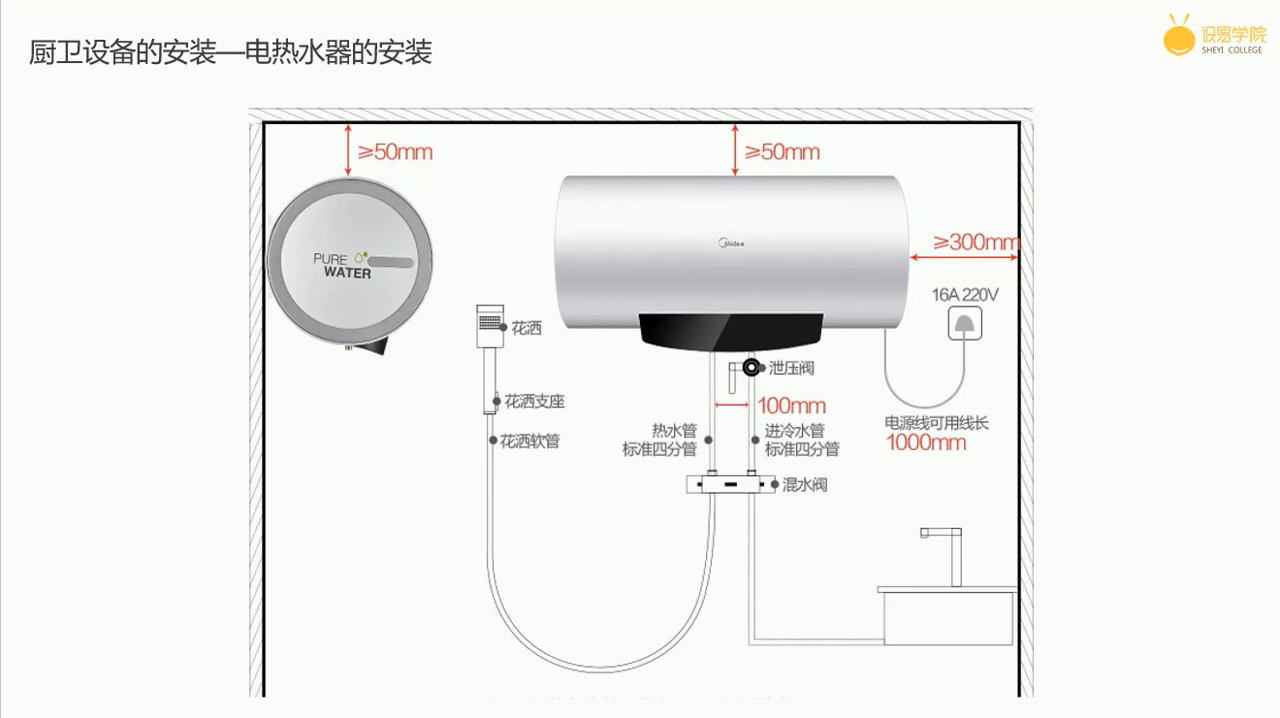 厨卫设备的安装—电热水器的安装
设易学院
SHEYI COLLEGE
≥50mm
≥50mm
≥300mm
PURE
WATER
Midea
16A 220V
花洒
泄压阀
花洒支座
100mm
电源线可用线长
1000mm
花洒软管
热水管
标准四分管
进冷水管
标准四分管
混水阀